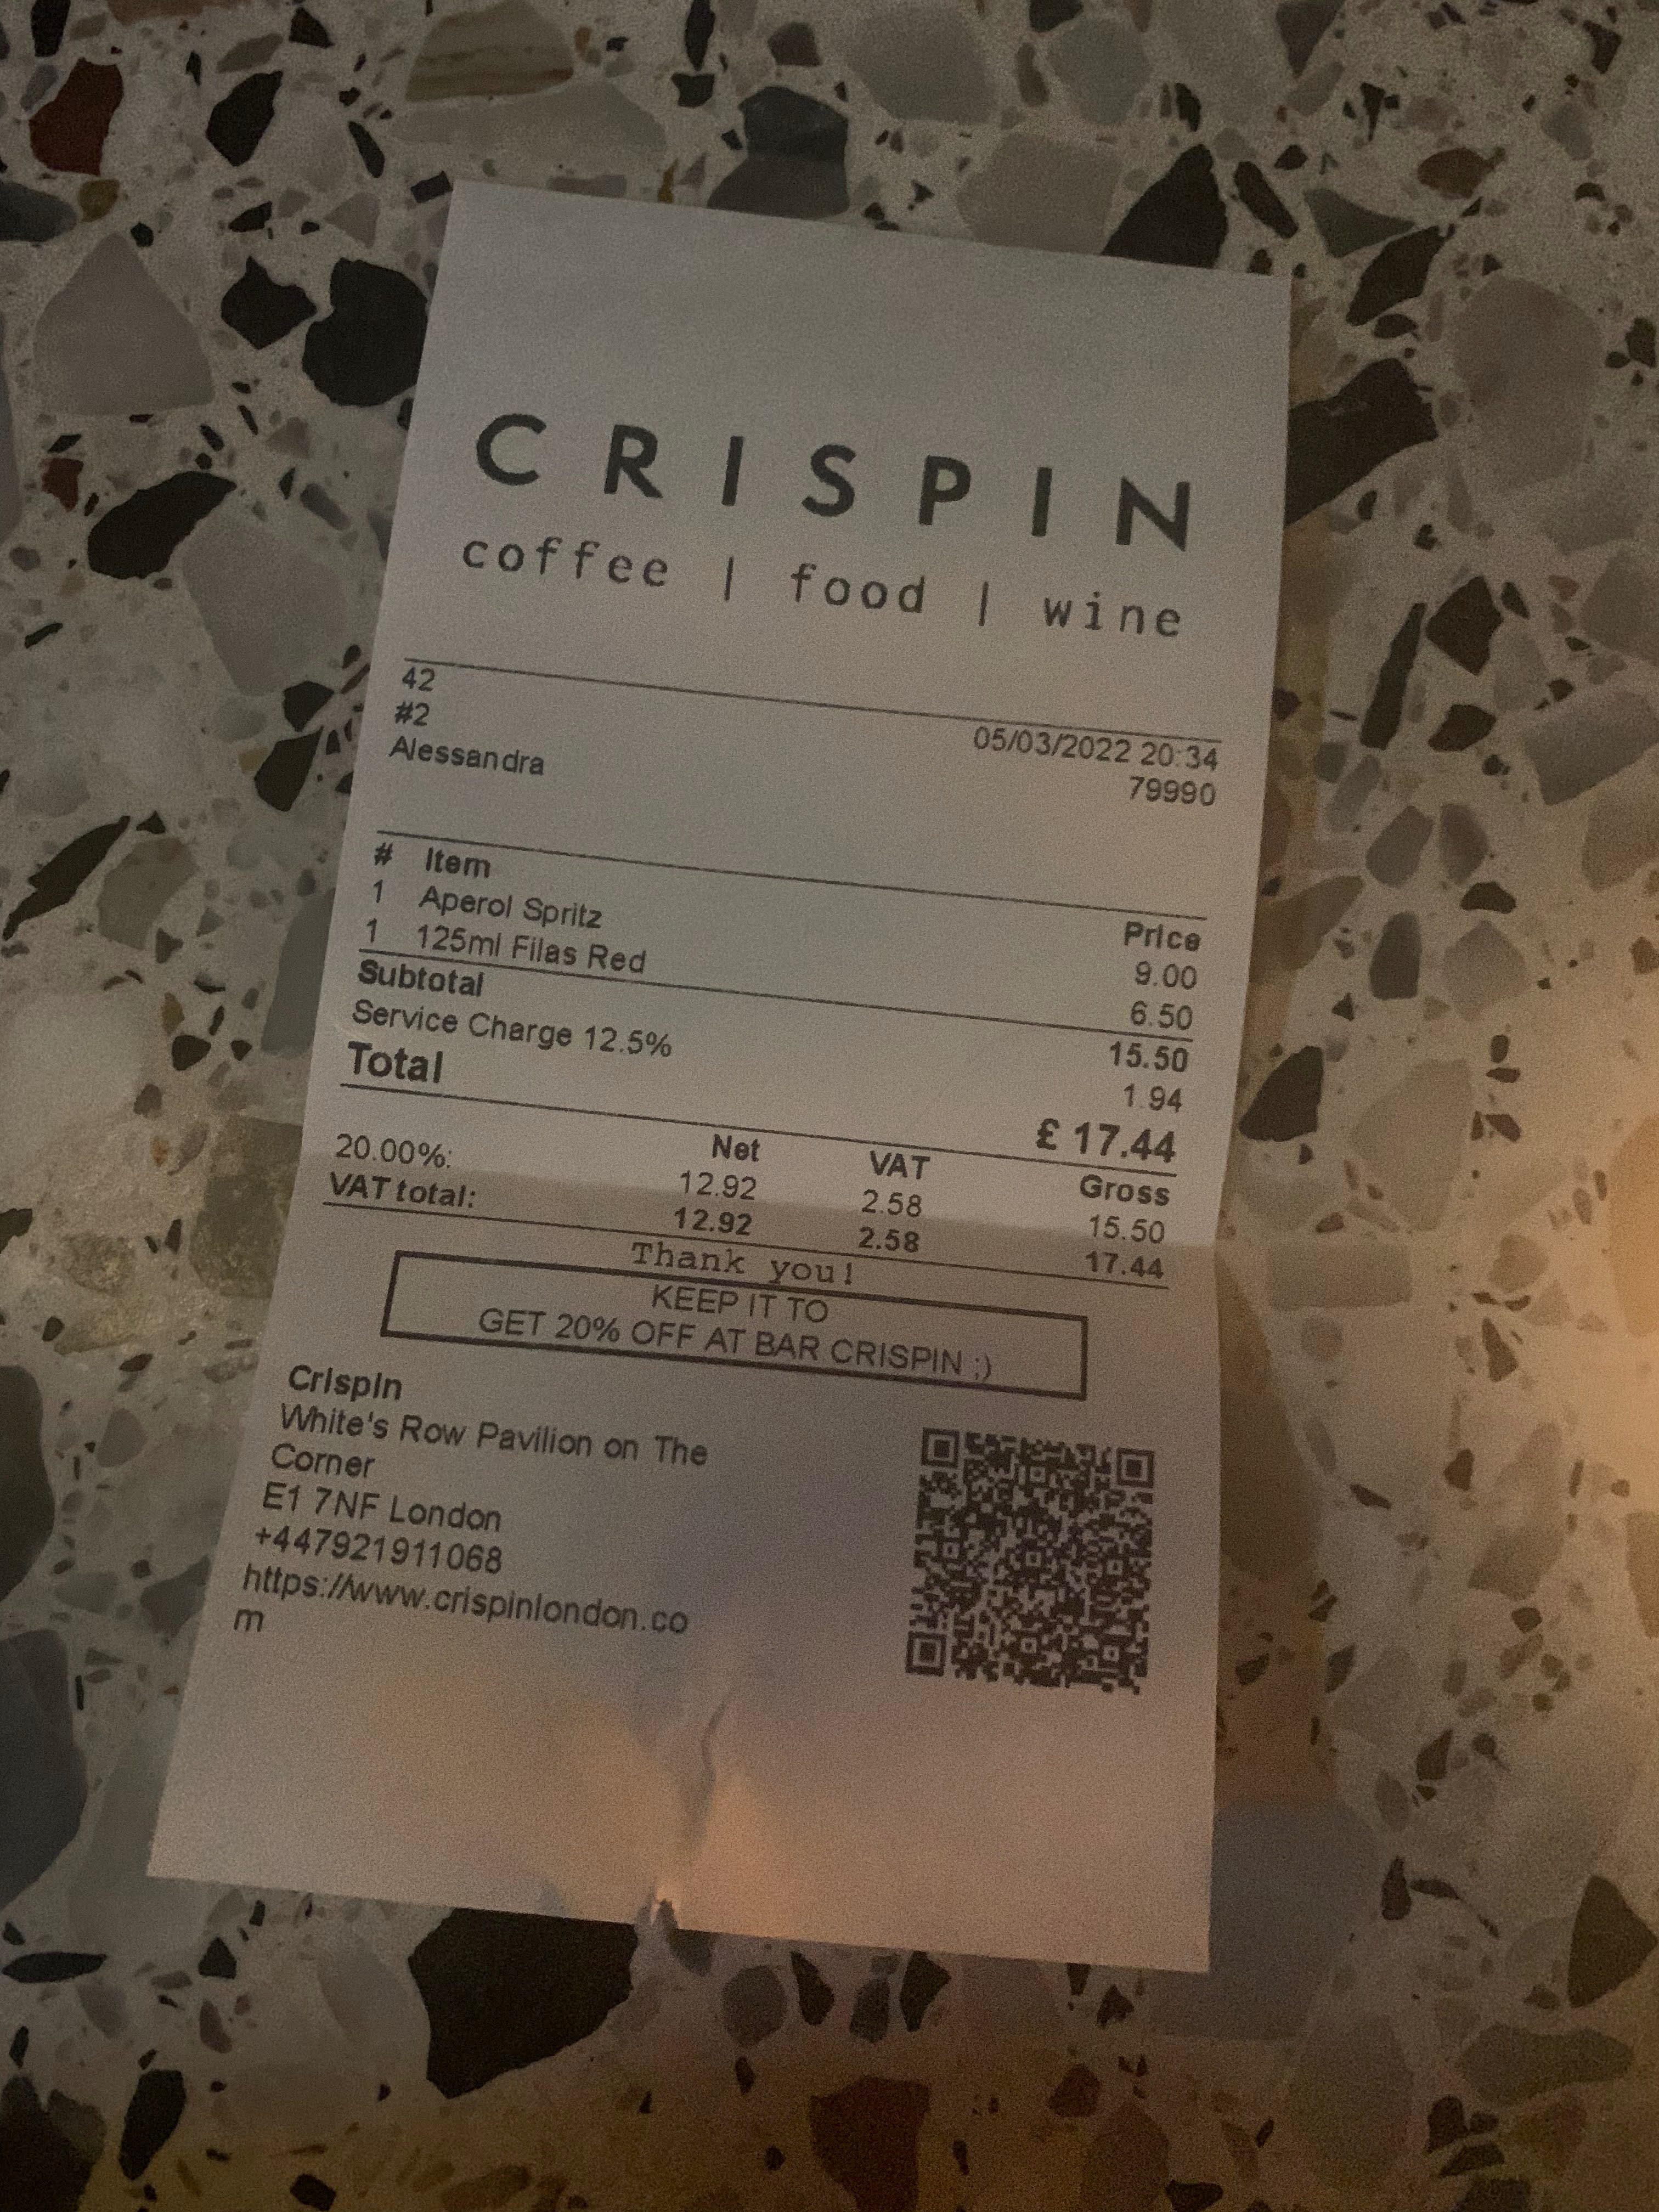 CRISPIN
coffee | food | wine
42
#2 05/03/2022 20:34
Alessandra 79990
# Item Price
1 Aperol Spritz 9.00
1 125ml Filas Red 6.50
Subtotal 15.50
Service Charge 12.5% 1.94
Total £ 17.44
Net VAT Gross
20.00%: 12.92 2.58 15.50
VAT total: 12.92 2.58 17.44
Thank you!
KEEP IT TO
GET 20% OFF AT BAR CRISPIN ;)
Crispin
White's Row Pavilion on The
Corner
E1 7NF London
+447921911068
https://www.crispinlondon.co
m